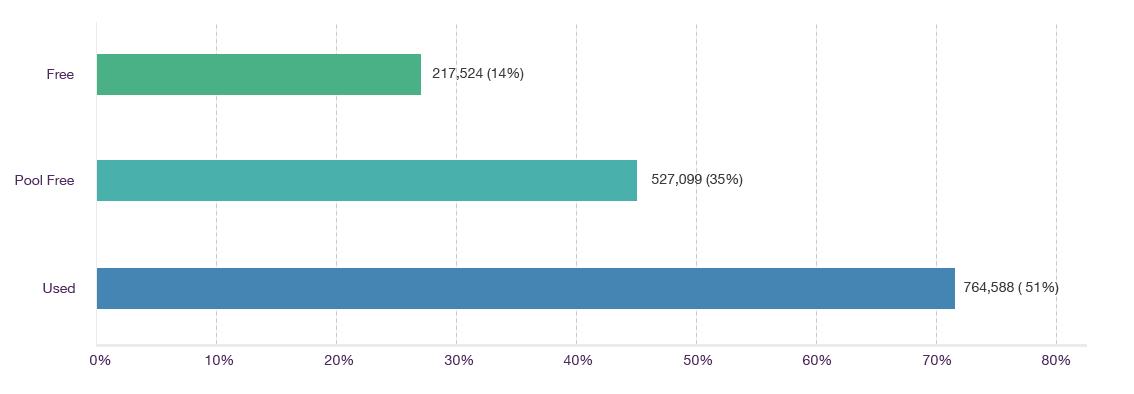 Free
217,524 (14%)
Pool Free
527,099 (35%)
Used
764,588 ( 51%)
0% 10% 20% 30% 40% 50% 60% 70% 80%